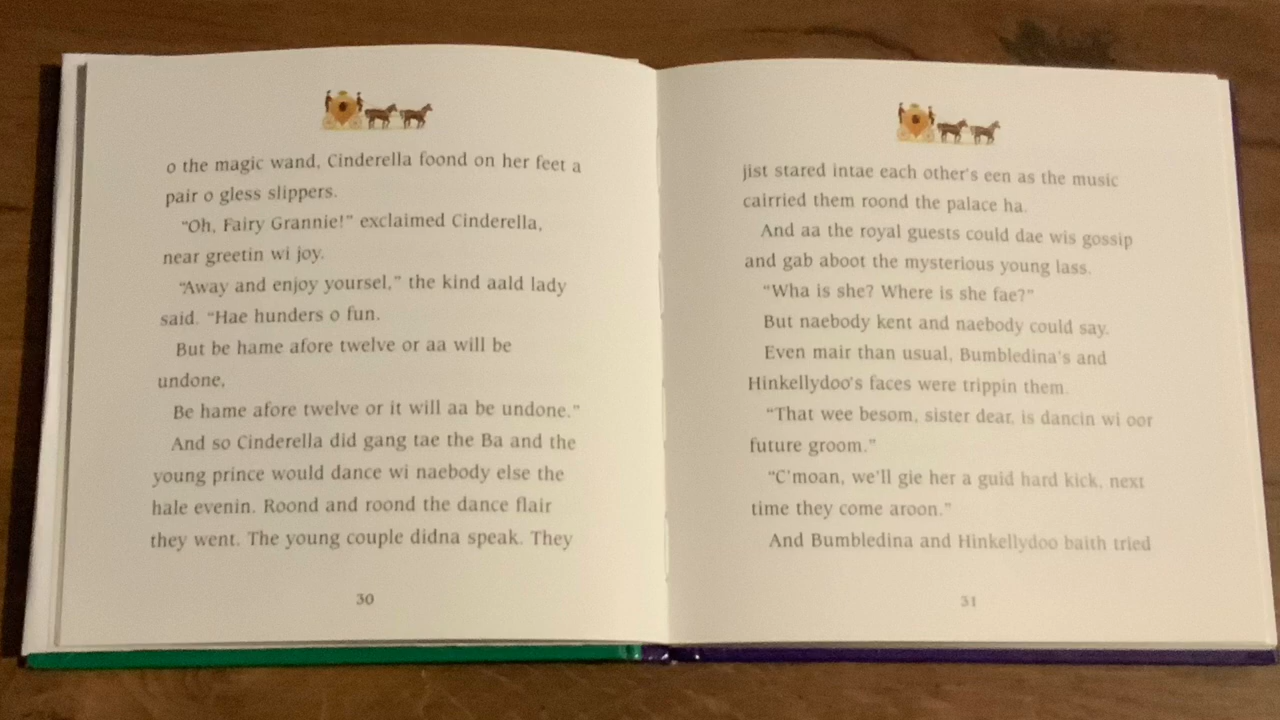 o the magic wand, Cinderella foond on her feet a
pair o gless slippers.
“Oh, Fairy Grannie!” exclaimed Cinderella,
near greetin wi joy.
“Away and enjoy yoursel,” the kind aald lady
said. “Hae hunders o fun.
But be hame afore twelve or aa will be
undone,
Be hame afore twelve or it will aa be undone.”
And so Cinderella did gang tae the Ba and the
young prince would dance wi naebody else the
hale evenin. Roond and roond the dance flair
they went. The young couple didna speak. They
30
jist stared intae each other’s een as the music
cairried them roond the palace ha.
And aa the royal guests could dae wis gossip
and gab aboot the mysterious young lass.
“Wha is she? Where is she fae?”
But naebody kent and naebody could say.
Even mair than usual, Bumbledina’s and
Hinkellydoo’s faces were trippin them.
“That wee besom, sister dear, is dancin wi oor
future groom.”
“C’moan, we’ll gie her a guid hard kick, next
time they come aroon.”
And Bumbledina and Hinkellydoo baith tried
31